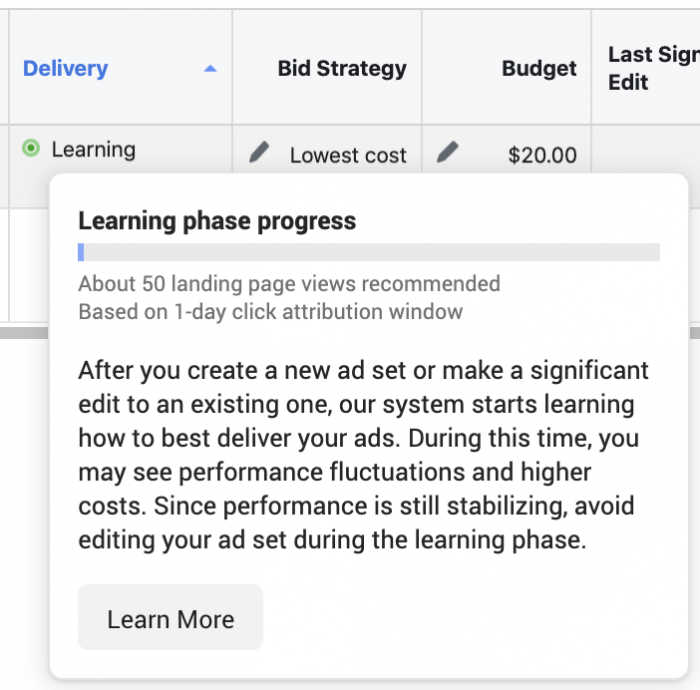 Delivery
Bid Strategy
Budget
Last Sign
Edit
Learning
Lowest cost
$20.00
Learning phase progress
About 50 landing page views recommended
Based on 1-day click attribution window
After you create a new ad set or make a significant
edit to an existing one, our system starts learning
how to best deliver your ads. During this time, you
may see performance fluctuations and higher
costs. Since performance is still stabilizing, avoid
editing your ad set during the learning phase.
Learn More